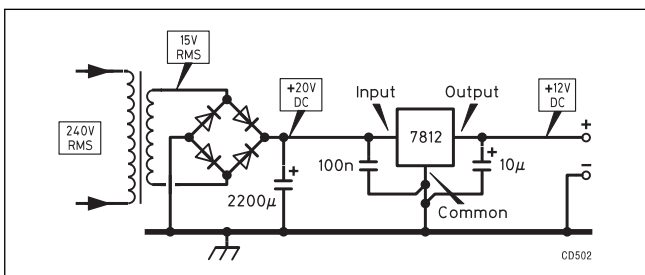 15V
RMS
240V
RMS
+20V
DC
Input
Output
+12V
DC
7812
100n
10μ
2200μ
Common
+
+
+
−
CD502